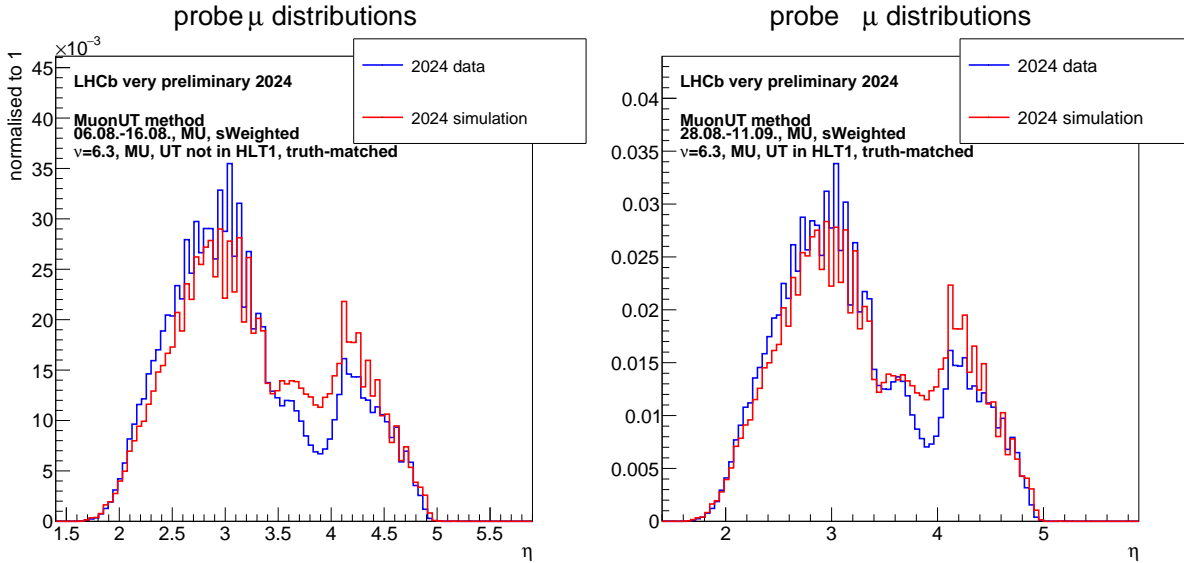 probe μ distributions
×10⁻³
normalised to 1
45
40
35
30
25
20
15
10
5
0
1.5 2 2.5 3 3.5 4 4.5 5 5.5
η
LHCb very preliminary 2024
MuonUT method
06.08.-16.08., MU, sWeighted
ν=6.3, MU, UT not in HLT1, truth-matched
2024 data
2024 simulation
probe μ distributions
0.04
0.035
0.03
0.025
0.02
0.015
0.01
0.005
0
2 3 4 5
η
LHCb very preliminary 2024
MuonUT method
28.08.-11.09., MU, sWeighted
ν=6.3, MU, UT in HLT1, truth-matched
2024 data
2024 simulation